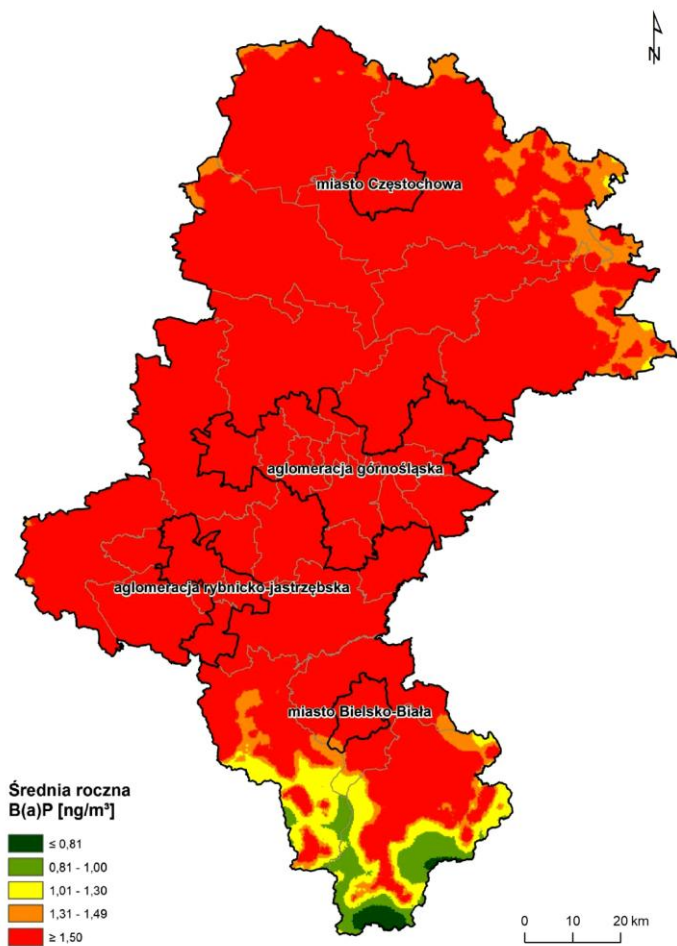 N
miasto Częstochowa
aglomeracja górnośląska
aglomeracja rybnicko-jastrzębska
miasto Bielsko-Biała
Średnia roczna
B(a)P [ng/m³]
≤ 0,81
0,81 - 1,00
1,01 - 1,30
1,31 - 1,49
≥ 1,50
0 10 20 km